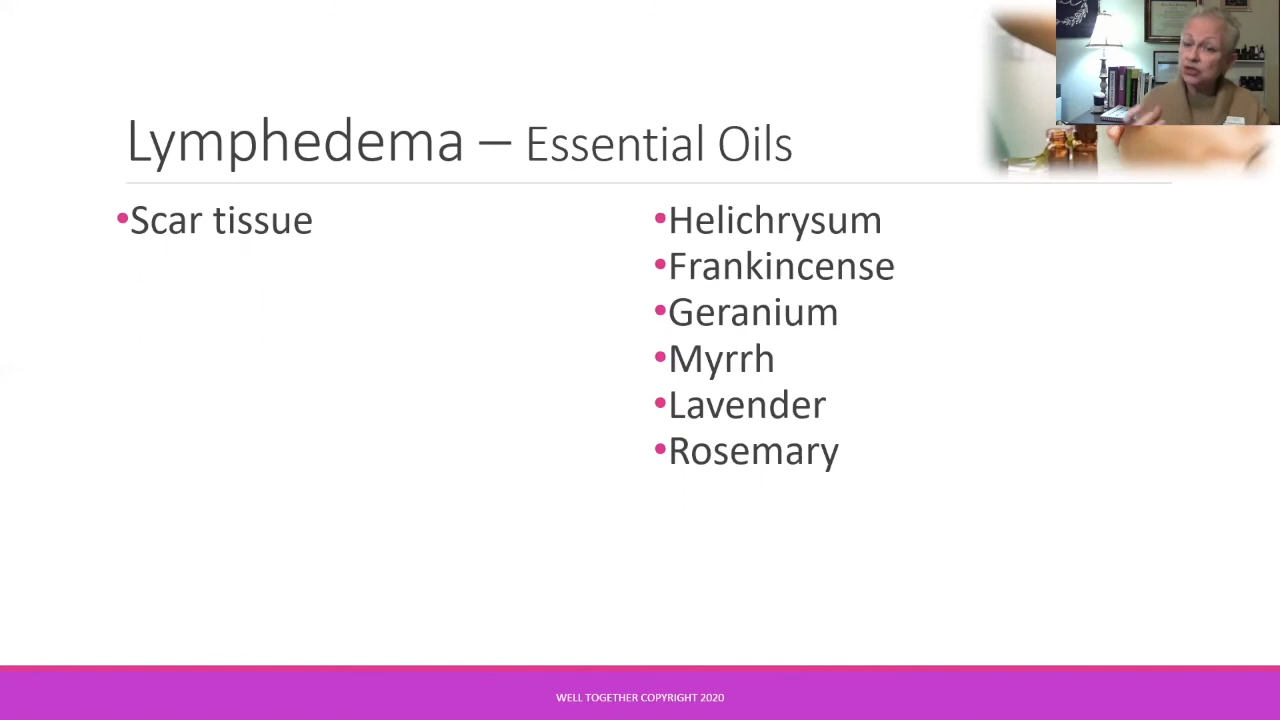 Lymphedema – Essential Oils
•Scar tissue
•Helichrysum
•Frankincense
•Geranium
•Myrrh
•Lavender
•Rosemary
WELL TOGETHER COPYRIGHT 2020